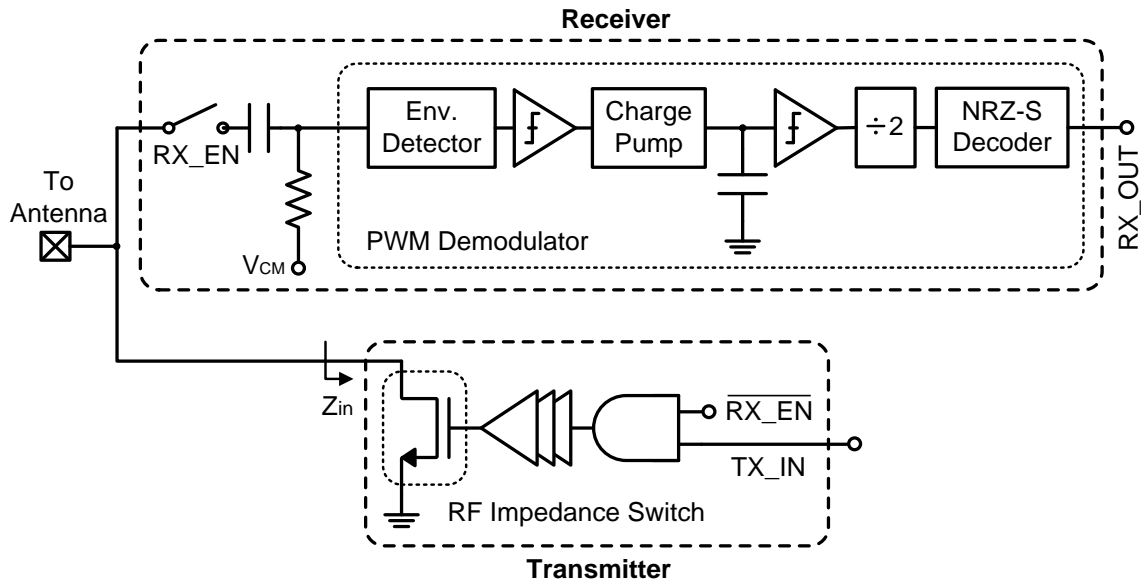 Receiver
RX_EN
Env.
Detector
Charge
Pump
÷2
NRZ-S
Decoder
RX_OUT
To
Antenna
VCM
PWM Demodulator
Zin
RX_EN
TX_IN
RF Impedance Switch
Transmitter